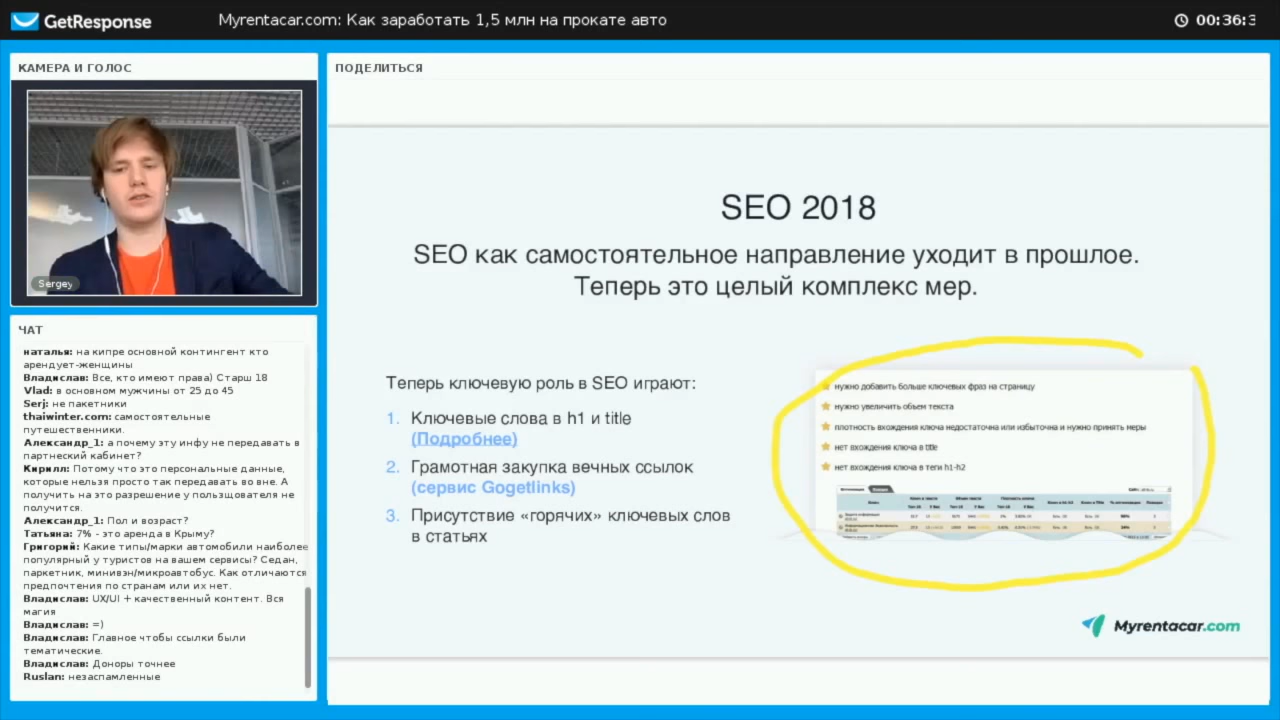 GetResponse
Myrentacar.com: Как заработать 1,5 млн на прокате авто
00:36:3
КАМЕРА И ГОЛОС
Sergey
ЧАТ
наталья: на кипре основной контингент кто
арендует-женщины
Владислав: Все, кто имеют права) Старш 18
Vlad: в основном мужчины от 25 до 45
Serj: не пакетники
thaiwinter.com: самостоятельные
путешественники.
Александр_1: а почему эту инфу не передавать в
партнеский кабинет?
Кирилл: Потому что это персональные данные,
которые нельзя просто так передавать во вне. А
получить на это разрешение у пользщователя не
получится.
Александр_1: Пол и возраст?
Татьяна: 7% - это аренда в Крыму?
Григорий: Какие типы/марки автомобили наиболее
популярный у туристов на вашем сервисы? Седан,
паркетник, минивзн/микроавтобус. Как отличаются
предпочтения по странам или их нет.
Владислав: UX/UI + качественный контент. Вся
магия
Владислав: =)
Владислав: Главное чтобы ссылки были
тематические.
Владислав: Доноры точнее
Ruslan: незаспамленные
ПОДЕЛИТЬСЯ
SEO 2018
SEO как самостоятельное направление уходит в прошлое.
Теперь это целый комплекс мер.
Теперь ключевую роль в SEO играют:
1. Ключевые слова в h1 и title
(Подробнее)
2. Грамотная закупка вечных ссылок
(сервис Gogetlinks)
3. Присутствие «горячих» ключевых слов
в статьях
нужно добавить больше ключевых фраз на страницу
нужно увеличить объем текста
плотность вхождения ключа недостаточна или избыточна и нужно принять меры
нет вхождения ключа в title
нет вхождения ключа в теги h1-h2
Myrentacar.com